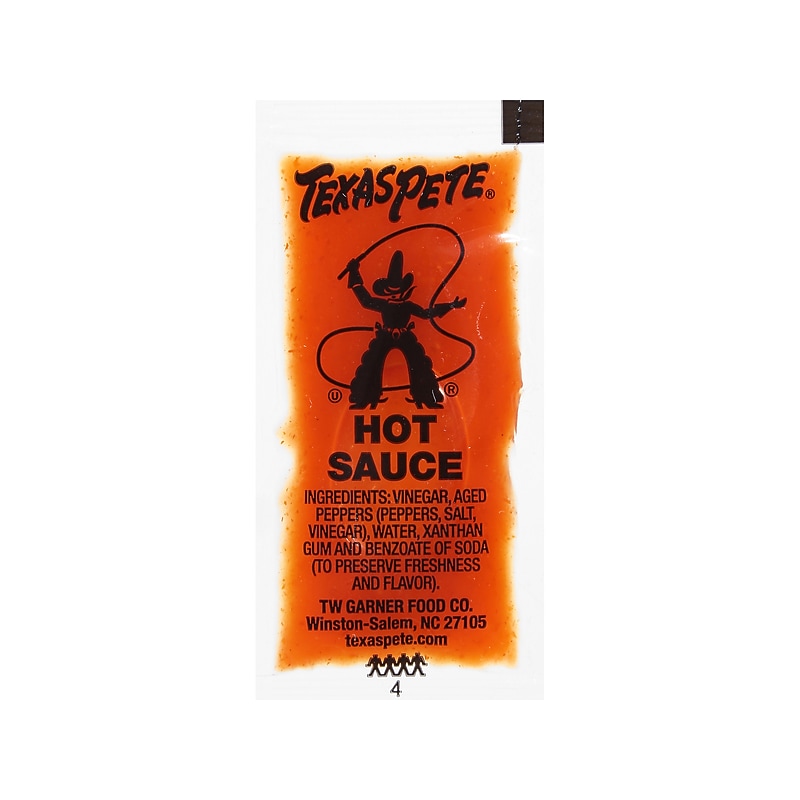 TEXAS PETE®
Ⓤ ®
HOT
SAUCE
INGREDIENTS: VINEGAR, AGED
PEPPERS (PEPPERS, SALT,
VINEGAR), WATER, XANTHAN
GUM AND BENZOATE OF SODA
(TO PRESERVE FRESHNESS
AND FLAVOR).
TW GARNER FOOD CO.
Winston-Salem, NC 27105
texaspete.com
4